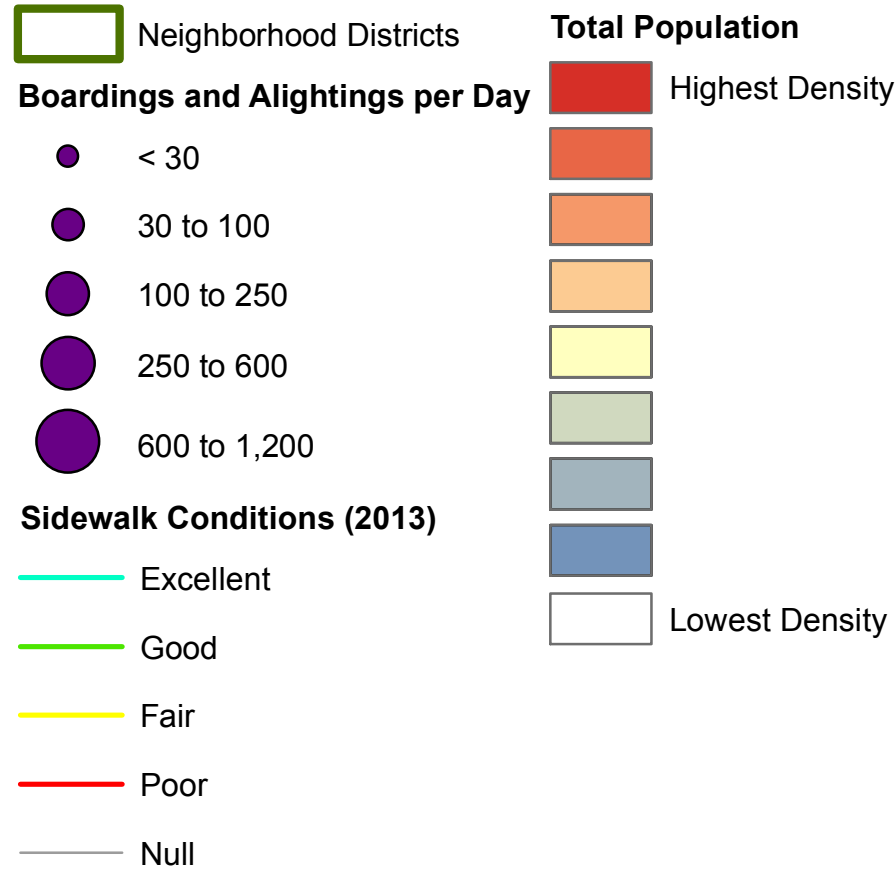 Neighborhood Districts
Boardings and Alightings per Day
< 30
30 to 100
100 to 250
250 to 600
600 to 1,200
Sidewalk Conditions (2013)
Excellent
Good
Fair
Poor
Null
Total Population
Highest Density
Lowest Density